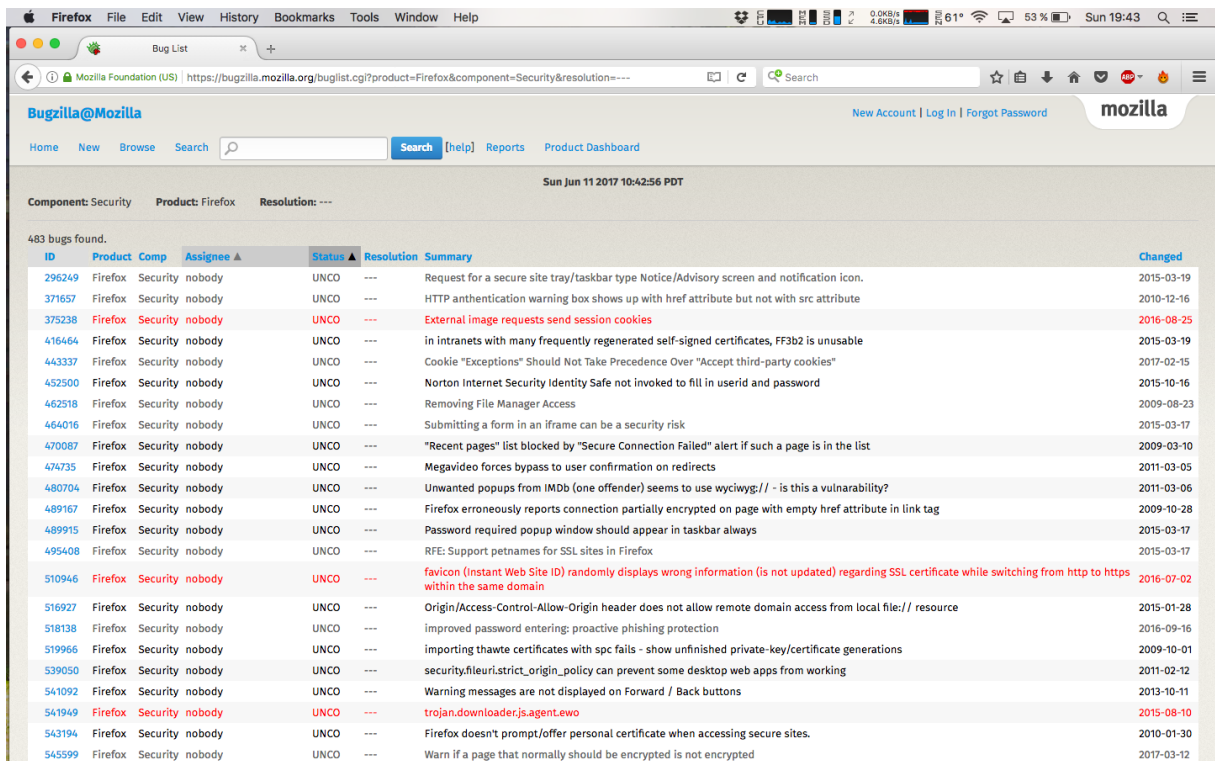 Firefox File Edit View History Bookmarks Tools Window Help 0.0KB/s 4.6KB/s 61° 53% Sun 19:43
Bug List
Mozilla Foundation (US) https://bugzilla.mozilla.org/buglist.cgi?product=Firefox&component=Security&resolution=--- Search ABP
Bugzilla@Mozilla New Account | Log In | Forgot Password mozilla
Home New Browse Search Search [help] Reports Product Dashboard
Sun Jun 11 2017 10:42:56 PDT
Component: Security Product: Firefox Resolution: ---
483 bugs found.
ID Product Comp Assignee ▲ Status ▲ Resolution Summary Changed
296249 Firefox Security nobody UNCO --- Request for a secure site tray/taskbar type Notice/Advisory screen and notification icon. 2015-03-19
371657 Firefox Security nobody UNCO --- HTTP anthentication warning box shows up with href attribute but not with src attribute 2010-12-16
375238 Firefox Security nobody UNCO --- External image requests send session cookies 2016-08-25
416464 Firefox Security nobody UNCO --- in intranets with many frequently regenerated self-signed certificates, FF3b2 is unusable 2015-03-19
443337 Firefox Security nobody UNCO --- Cookie "Exceptions" Should Not Take Precedence Over "Accept third-party cookies" 2017-02-15
452500 Firefox Security nobody UNCO --- Norton Internet Security Identity Safe not invoked to fill in userid and password 2015-10-16
462518 Firefox Security nobody UNCO --- Removing File Manager Access 2009-08-23
464016 Firefox Security nobody UNCO --- Submitting a form in an iframe can be a security risk 2015-03-17
470087 Firefox Security nobody UNCO --- "Recent pages" list blocked by "Secure Connection Failed" alert if such a page is in the list 2009-03-10
474735 Firefox Security nobody UNCO --- Megavideo forces bypass to user confirmation on redirects 2011-03-05
480704 Firefox Security nobody UNCO --- Unwanted popups from IMDb (one offender) seems to use wyciwyg:// - is this a vulnarability? 2011-03-06
489167 Firefox Security nobody UNCO --- Firefox erroneously reports connection partially encrypted on page with empty href attribute in link tag 2009-10-28
489915 Firefox Security nobody UNCO --- Password required popup window should appear in taskbar always 2015-03-17
495408 Firefox Security nobody UNCO --- RFE: Support petnames for SSL sites in Firefox 2015-03-17
510946 Firefox Security nobody UNCO --- favicon (Instant Web Site ID) randomly displays wrong information (is not updated) regarding SSL certificate while switching from http to https 2016-07-02
within the same domain
516927 Firefox Security nobody UNCO --- Origin/Access-Control-Allow-Origin header does not allow remote domain access from local file:// resource 2015-01-28
518138 Firefox Security nobody UNCO --- improved password entering: proactive phishing protection 2016-09-16
519966 Firefox Security nobody UNCO --- importing thawte certificates with spc fails - show unfinished private-key/certificate generations 2009-10-01
539050 Firefox Security nobody UNCO --- security.fileuri.strict_origin_policy can prevent some desktop web apps from working 2011-02-12
541092 Firefox Security nobody UNCO --- Warning messages are not displayed on Forward / Back buttons 2013-10-11
541949 Firefox Security nobody UNCO --- trojan.downloader.js.agent.ewo 2015-08-10
543194 Firefox Security nobody UNCO --- Firefox doesn't prompt/offer personal certificate when accessing secure sites. 2010-01-30
545599 Firefox Security nobody UNCO --- Warn if a page that normally should be encrypted is not encrypted 2017-03-12